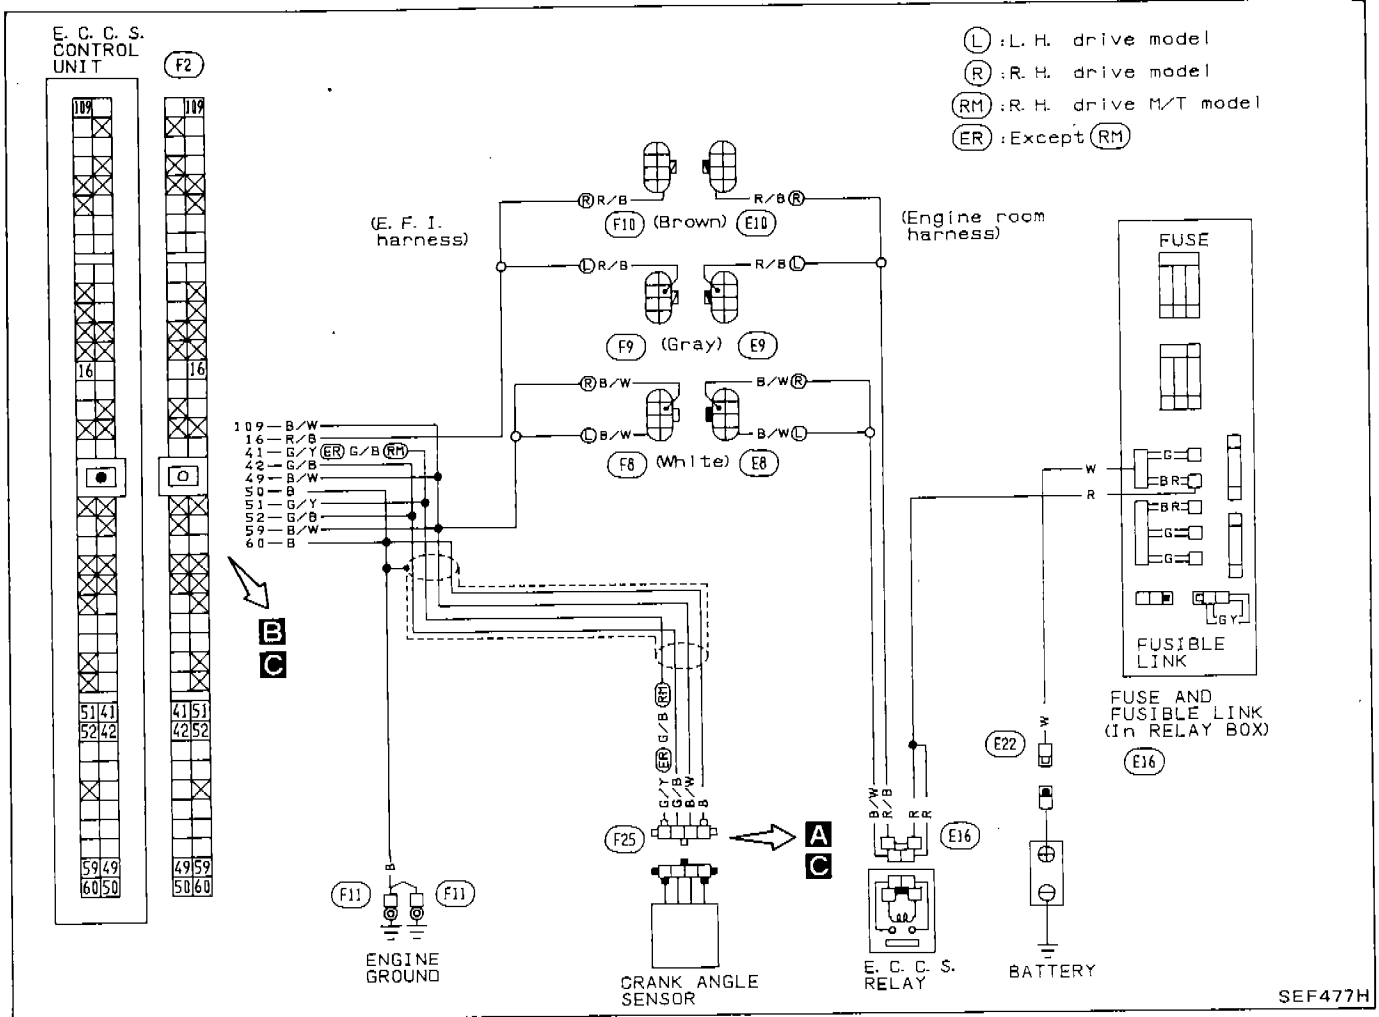 E. C. C. S.
CONTROL
UNIT
F2
L :L. H. drive model
R :R. H. drive model
RM :R. H. drive M/T model
ER :Except RM
109
109
16
16
51 41
52 42
41 51
42 52
59 49
60 50
49 59
50 60
(E. F. I.
harness)
(Engine room
harness)
R R/B
R/B R
F10 (Brown) E10
L R/B
R/B L
F9 (Gray) E9
R B/W
B/W R
L B/W
B/W L
F8 (White) E8
109 B/W
16 R/B
41 G/Y ER G/B RM
42 G/B
49 B/W
50 B
51 G/Y
52 G/B
59 B/W
60 B
B
C
FUSE
W
R
G
BR
BR
G
G
GY
FUSIBLE
LINK
FUSE AND
FUSIBLE LINK
(In RELAY BOX)
E16
G/Y ER G/B RM
G/B
B/W
B
F25
A
C
B/W
R/B
R
R
E16
W
E22
B
F11
F11
ENGINE
GROUND
CRANK ANGLE
SENSOR
E. C. C. S.
RELAY
BATTERY
SEF477H